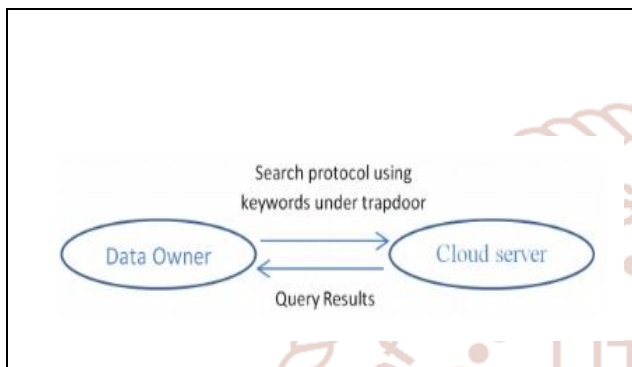 Search protocol using
keywords under trapdoor
Data Owner
Cloud server
Query Results